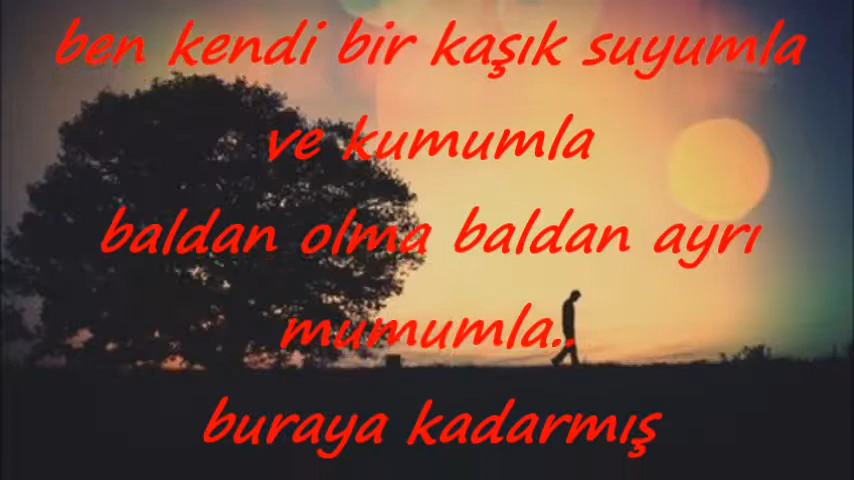 ben kendi bir kaşık suyumla
ve kumumla
baldan olma baldan ayrı
mumumla..
buraya kadarmış